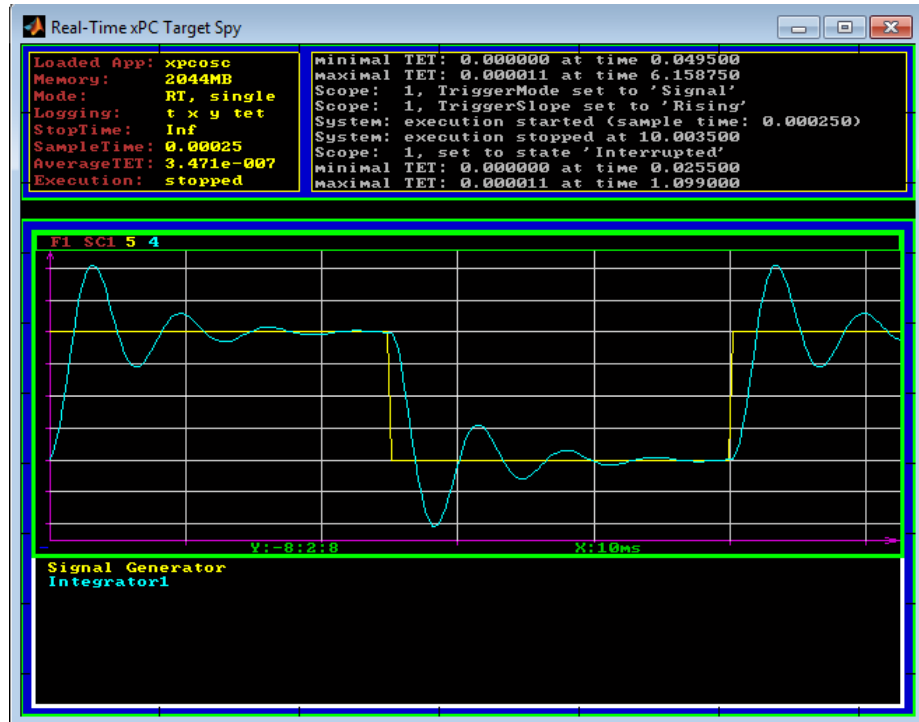 Real-Time xPC Target Spy
Loaded App: xpcosc
Memory: 2044MB
Mode: RT, single
Logging: t x y tet
StopTime: Inf
SampleTime: 0.00025
AverageTET: 3.471e-007
Execution: stopped
minimal TET: 0.000000 at time 0.049500
maximal TET: 0.000011 at time 6.158750
Scope: 1, TriggerMode set to 'Signal'
Scope: 1, TriggerSlope set to 'Rising'
System: execution started (sample time: 0.000250)
System: execution stopped at 10.003500
Scope: 1, set to state 'Interrupted'
minimal TET: 0.000000 at time 0.025500
maximal TET: 0.000011 at time 1.099000
F1 SC1 5 4
Y:-8:2:8 X:10ms
Signal Generator
Integrator1